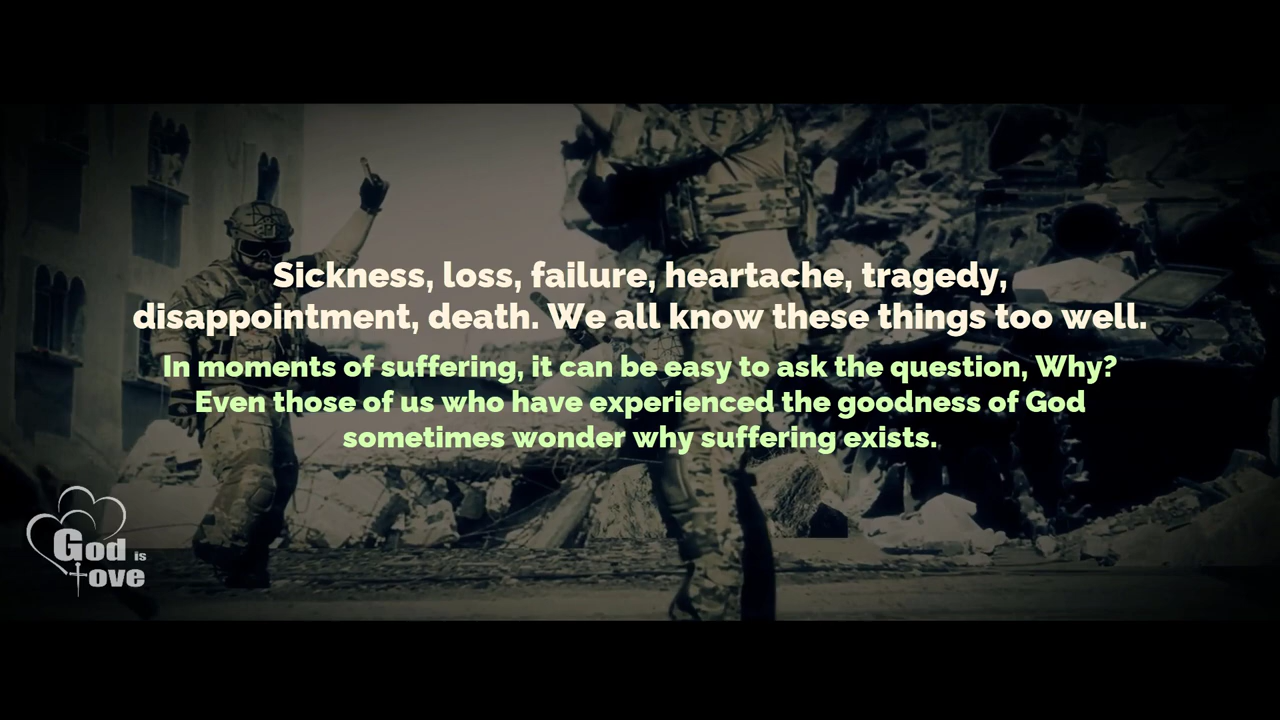 Sickness, loss, failure, heartache, tragedy,
disappointment, death. We all know these things too well.
In moments of suffering, it can be easy to ask the question, Why?
Even those of us who have experienced the goodness of God
sometimes wonder why suffering exists.
God is
Love